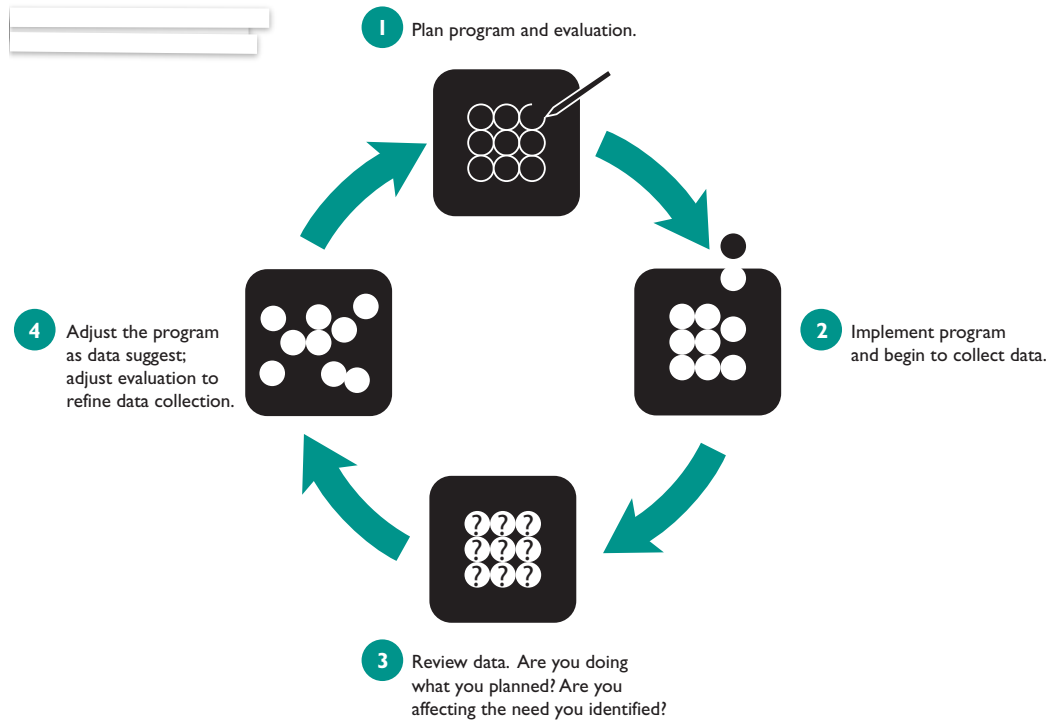 1 Plan program and evaluation.
2 Implement program
and begin to collect data.
3 Review data. Are you doing
what you planned? Are you
affecting the need you identified?
4 Adjust the program
as data suggest;
adjust evaluation to
refine data collection.
? ? ?
? ? ?
? ? ?